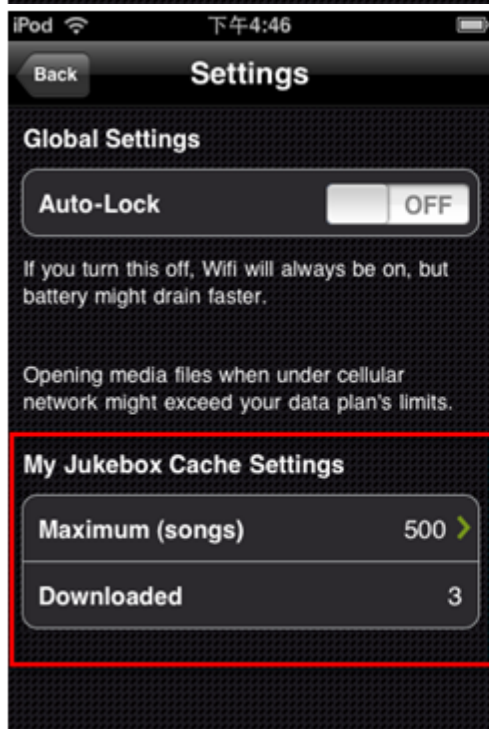 iPod 下午4:46
Back Settings
Global Settings
Auto-Lock OFF
If you turn this off, Wifi will always be on, but
battery might drain faster.
Opening media files when under cellular
network might exceed your data plan's limits.
My Jukebox Cache Settings
Maximum (songs) 500
Downloaded 3